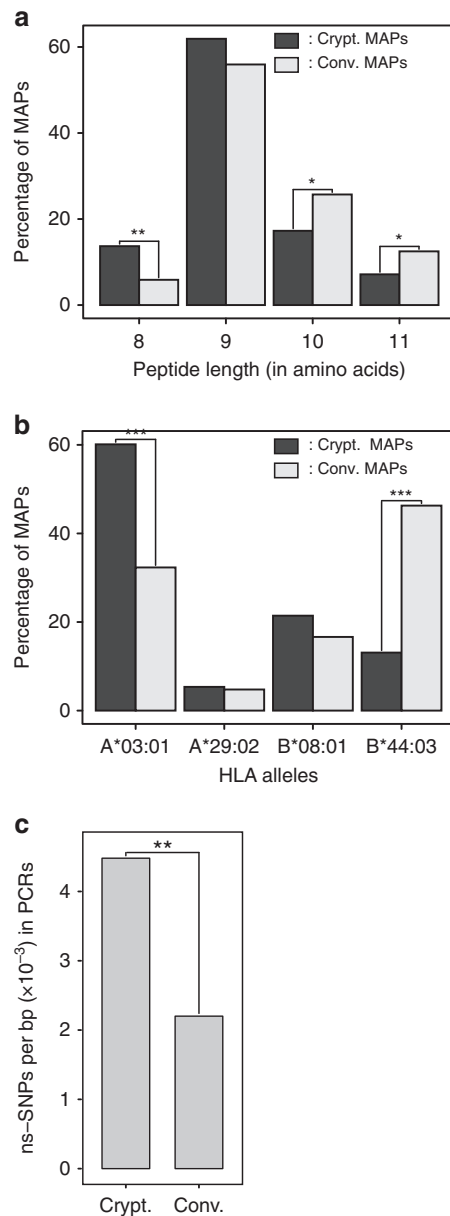 a
60
40
20
0
Percentage of MAPs
: Crypt. MAPs
: Conv. MAPs
**
*
*
8 9 10 11
Peptide length (in amino acids)
b
60
40
20
0
Percentage of MAPs
: Crypt. MAPs
: Conv. MAPs
***
***
A*03:01 A*29:02 B*08:01 B*44:03
HLA alleles
c
4
3
2
1
0
ns–SNPs per bp (×10⁻³) in PCRs
**
Crypt. Conv.